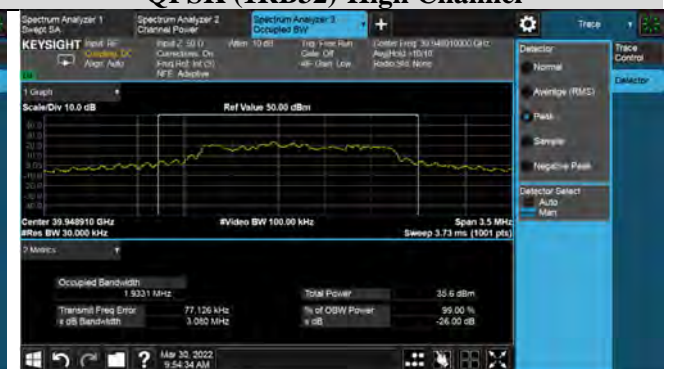 QPSK (1RB32) High Channel
Spectrum Analyzer 1
Swept SA
Spectrum Analyzer 2
Channel Power
Spectrum Analyzer 3
Occupied BW
+
Trace
KEYSIGHT
Input: RF
Coupling: DC
Align: Auto
Input Z: 50 Ω
Corrections: On
Freq Ref: Int (S)
NFE: Adaptive
Atten: 10 dB
Trig: Free Run
Gate: Off
#IF Gain: Low
Center Freq: 39.948910000 GHz
Avg|Hold: >10/10
Radio Std: None
1 Graph
Scale/Div 10.0 dB
Ref Value 50.00 dBm
Center 39.948910 GHz
#Res BW 30.000 kHz
#Video BW 100.00 kHz
Span 3.5 MHz
Sweep 3.73 ms (1001 pts)
2 Metrics
Occupied Bandwidth
1.9331 MHz
Total Power
35.6 dBm
Transmit Freq Error
77.126 kHz
% of OBW Power
99.00 %
x dB Bandwidth
3.080 MHz
x dB
-26.00 dB
Mar 30, 2022
9:54:34 AM
Detector
Normal
Average (RMS)
Peak
Sample
Negative Peak
Detector Select
Auto
Man
Trace
Control
Detector